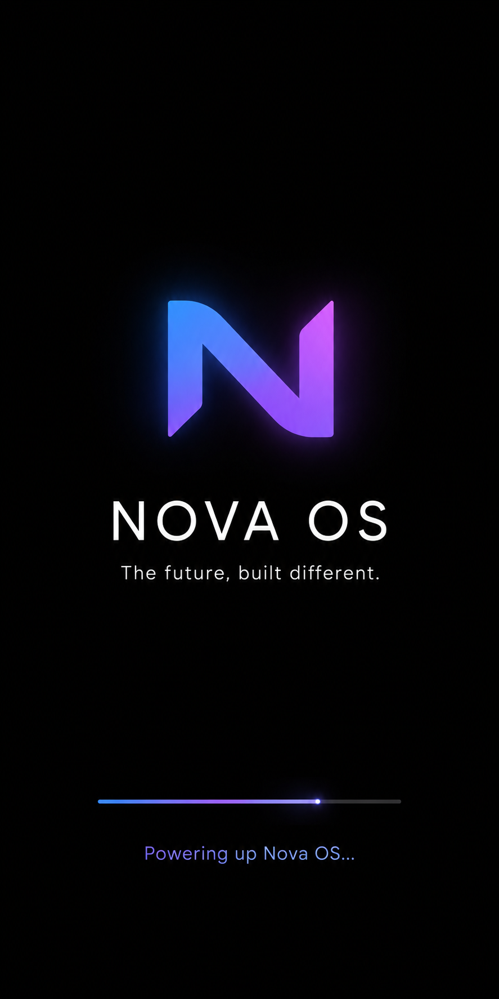 N
NOVA OS
The future, built different.
Powering up Nova OS...